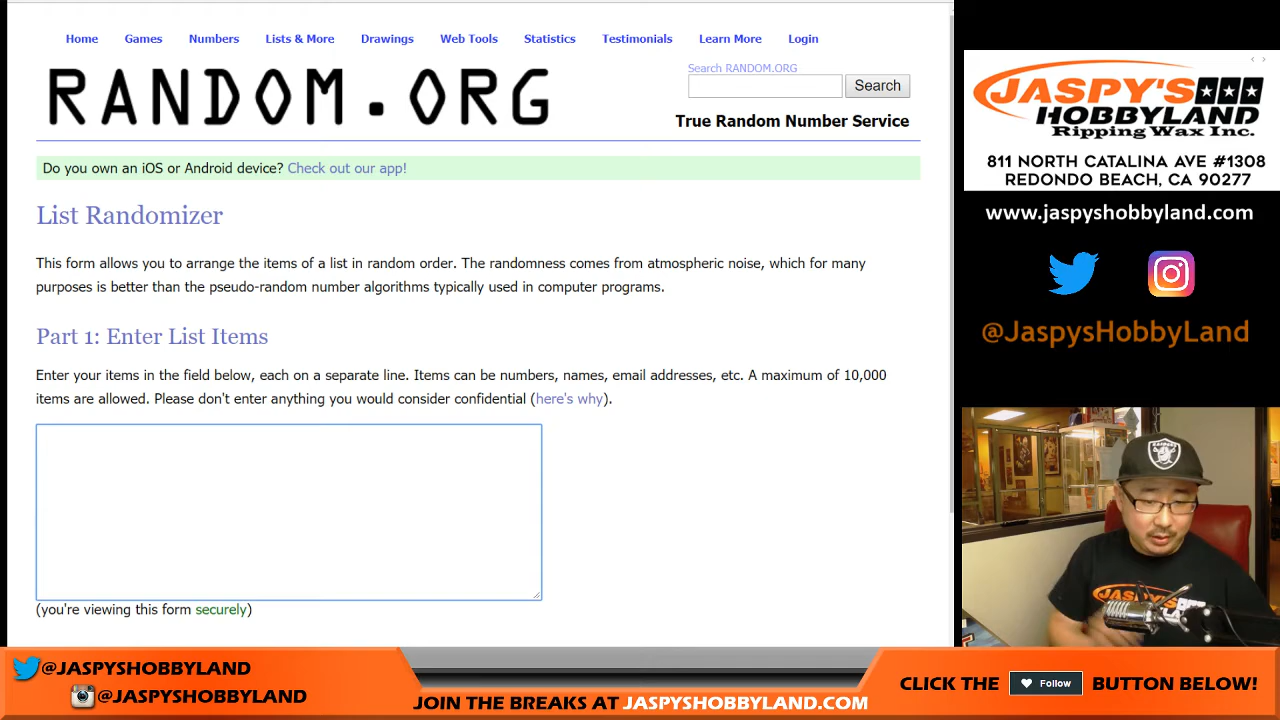 Home Games Numbers Lists & More Drawings Web Tools Statistics Testimonials Learn More Login
RANDOM.ORG
Search RANDOM.ORG
Search
True Random Number Service
Do you own an iOS or Android device? Check out our app!
List Randomizer
This form allows you to arrange the items of a list in random order. The randomness comes from atmospheric noise, which for many
purposes is better than the pseudo-random number algorithms typically used in computer programs.
Part 1: Enter List Items
Enter your items in the field below, each on a separate line. Items can be numbers, names, email addresses, etc. A maximum of 10,000
items are allowed. Please don't enter anything you would consider confidential (here's why).
(you're viewing this form securely)
JASPY'S
HOBBYLAND
Ripping Wax Inc.
811 NORTH CATALINA AVE #1308
REDONDO BEACH, CA 90277
www.jaspyshobbyland.com
@JaspysHobbyLand
RAIDERS
@JASPYSHOBBYLAND
@JASPYSHOBBYLAND
JOIN THE BREAKS AT JASPYSHOBBYLAND.COM
CLICK THE Follow BUTTON BELOW!